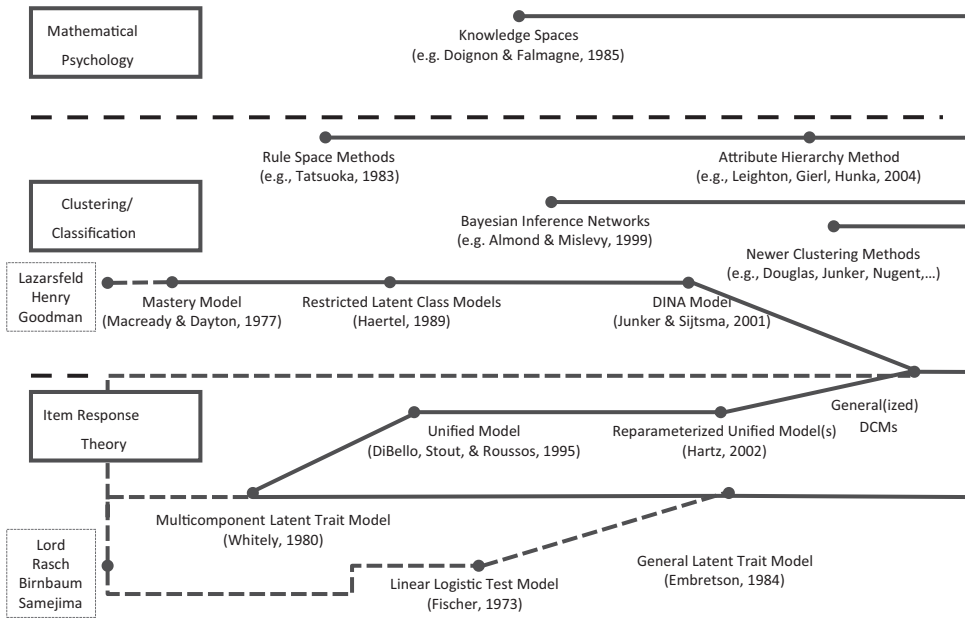 Mathematical
Psychology
Knowledge Spaces
(e.g. Doignon & Falmagne, 1985)
Rule Space Methods
(e.g., Tatsuoka, 1983)
Attribute Hierarchy Method
(e.g., Leighton, Gierl, Hunka, 2004)
Clustering/
Classification
Bayesian Inference Networks
(e.g. Almond & Mislevy, 1999)
Newer Clustering Methods
(e.g., Douglas, Junker, Nugent,...)
Lazarsfeld
Henry
Goodman
Mastery Model
(Macready & Dayton, 1977)
Restricted Latent Class Models
(Haertel, 1989)
DINA Model
(Junker & Sijtsma, 2001)
General(ized)
DCMs
Item Response
Theory
Unified Model
(DiBello, Stout, & Roussos, 1995)
Reparameterized Unified Model(s)
(Hartz, 2002)
Multicomponent Latent Trait Model
(Whitely, 1980)
Lord
Rasch
Birnbaum
Samejima
Linear Logistic Test Model
(Fischer, 1973)
General Latent Trait Model
(Embretson, 1984)